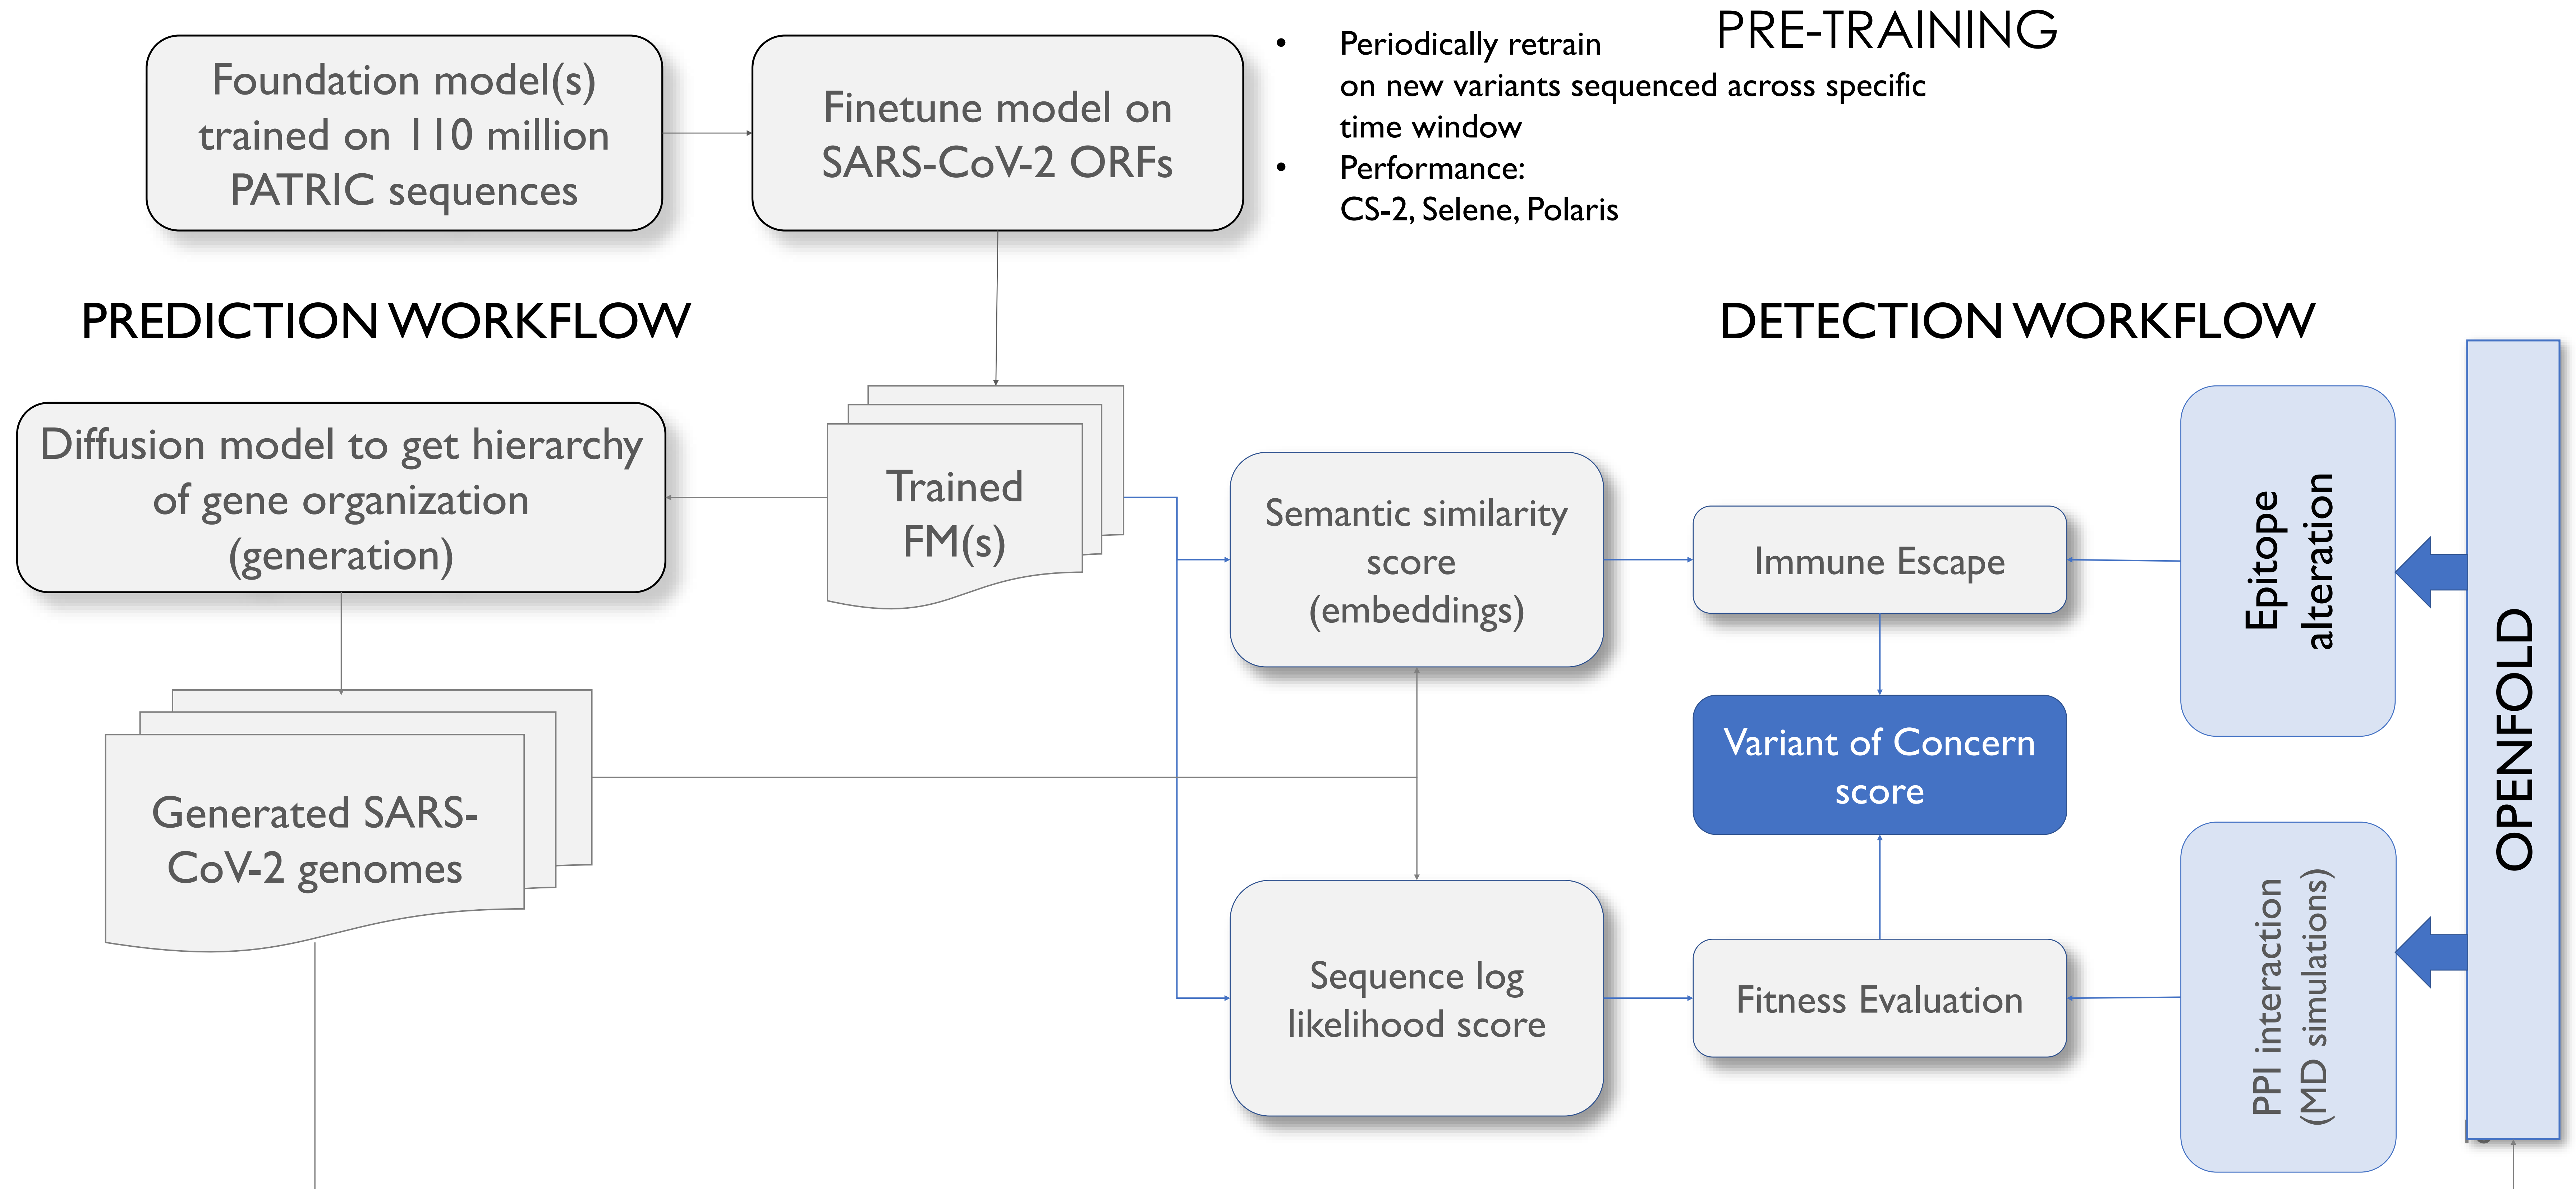 PRE-TRAINING
Foundation model(s)
trained on 110 million
PATRIC sequences
Finetune model on
SARS-CoV-2 ORFs
• Periodically retrain
on new variants sequenced across specific
time window
• Performance:
CS-2, Selene, Polaris
PREDICTION WORKFLOW
DETECTION WORKFLOW
Diffusion model to get hierarchy
of gene organization
(generation)
Trained
FM(s)
Semantic similarity
score
(embeddings)
Immune Escape
Epitope
alteration
OPENFOLD
Variant of Concern
score
Generated SARS-
CoV-2 genomes
Sequence log
likelihood score
Fitness Evaluation
PPI interaction
(MD simulations)